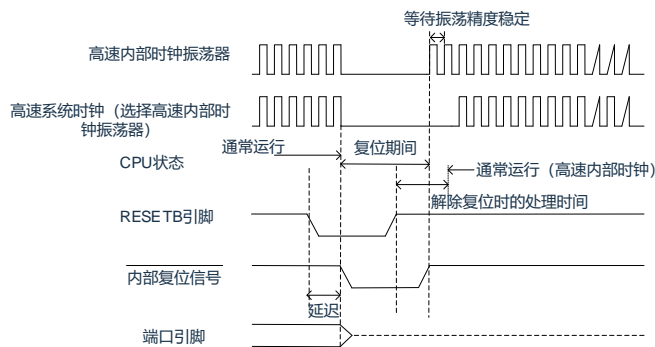 等待振荡精度稳定
高速内部时钟振荡器
高速系统时钟（选择高速内部时
钟振荡器）
通常运行
复位期间
CPU状态
通常运行（高速内部时钟）
解除复位时的处理时间
RESETB引脚
内部复位信号
延迟
端口引脚